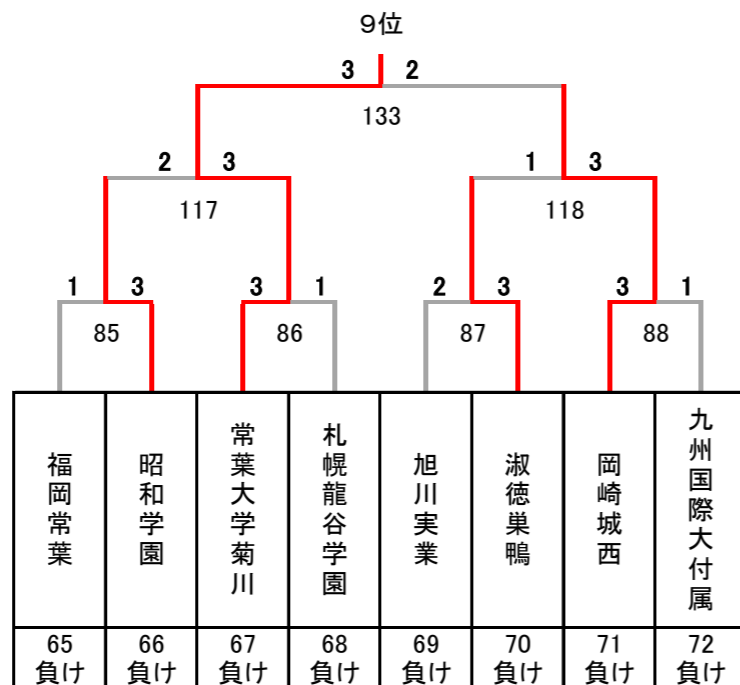 9位
3 2
133
2 3 1 3
117 118
1 3 3 1 2 3 3 1
85 86 87 88
福岡常葉
昭和学園
常葉大学菊川
札幌龍谷学園
旭川実業
淑徳巣鴨
岡崎城西
九州国際大付属
65 66 67 68 69 70 71 72
負け 負け 負け 負け 負け 負け 負け 負け